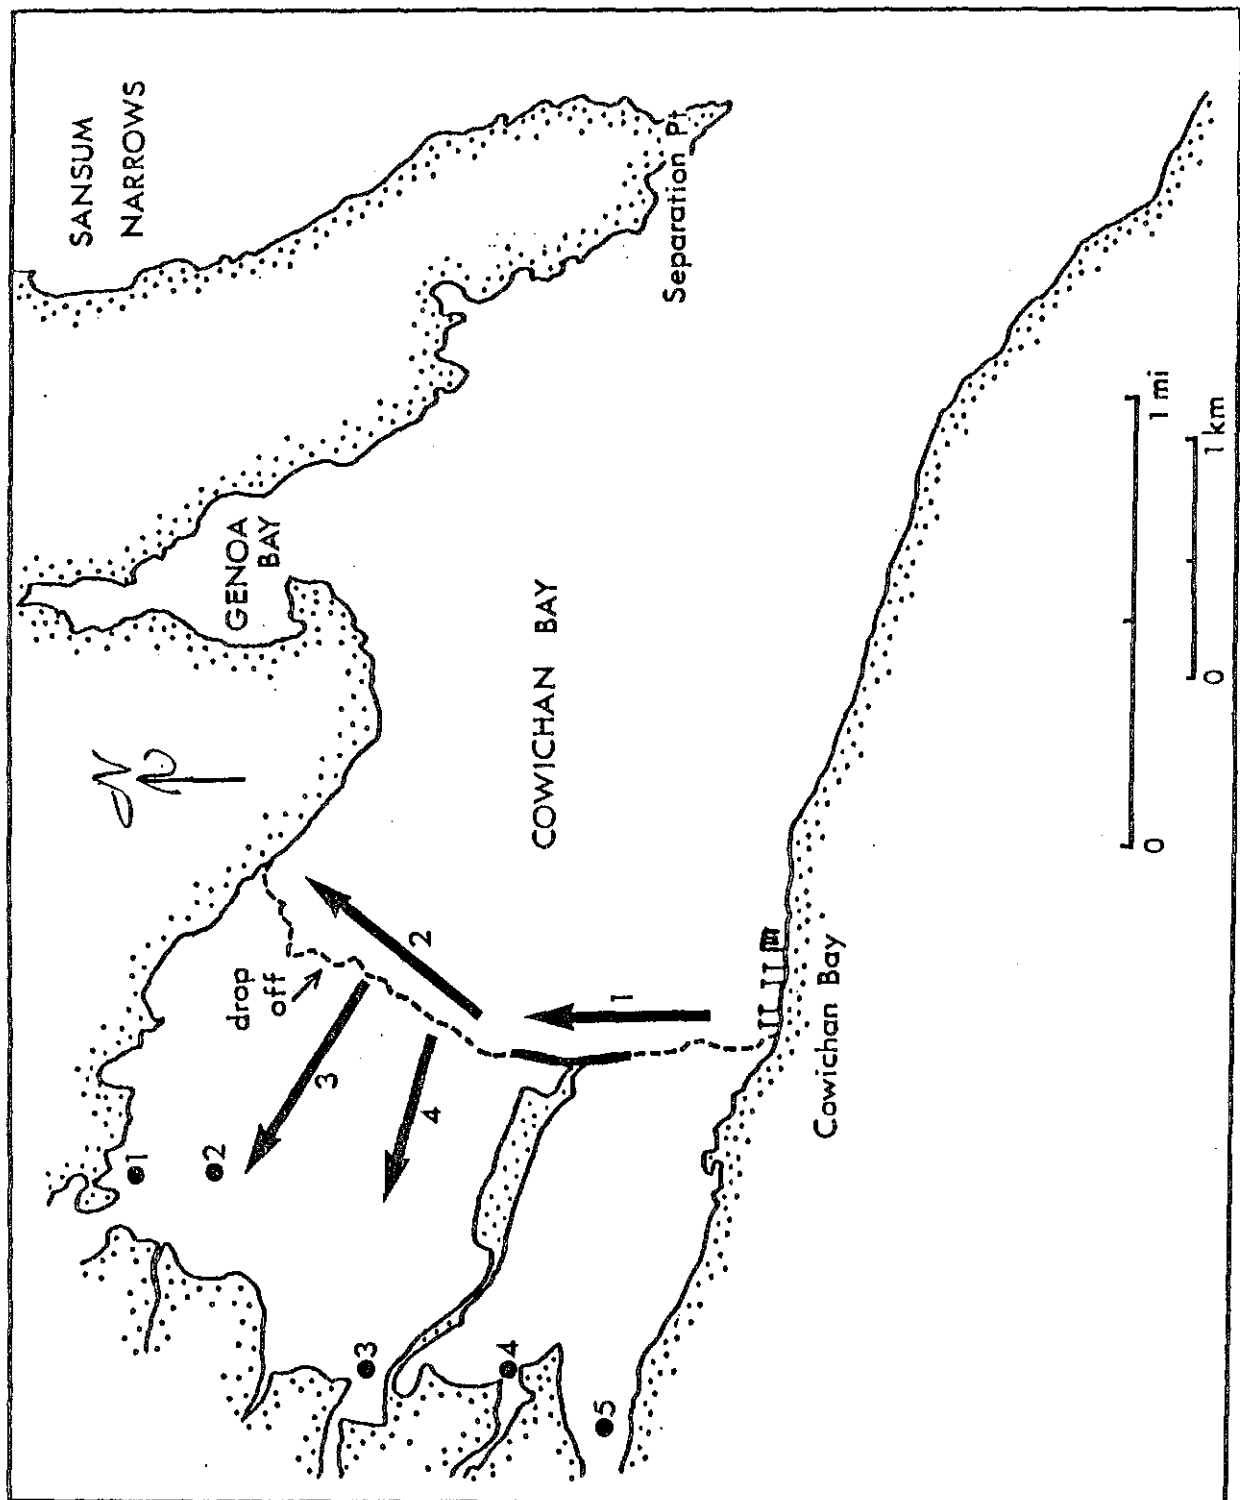 SANSUM
NARROWS
Separation Pt
GENOA
BAY
N
COWICHAN BAY
drop
off
1
2
3
4
1
2
3
4
5
Cowichan Bay
0
1 mi
0
1 km